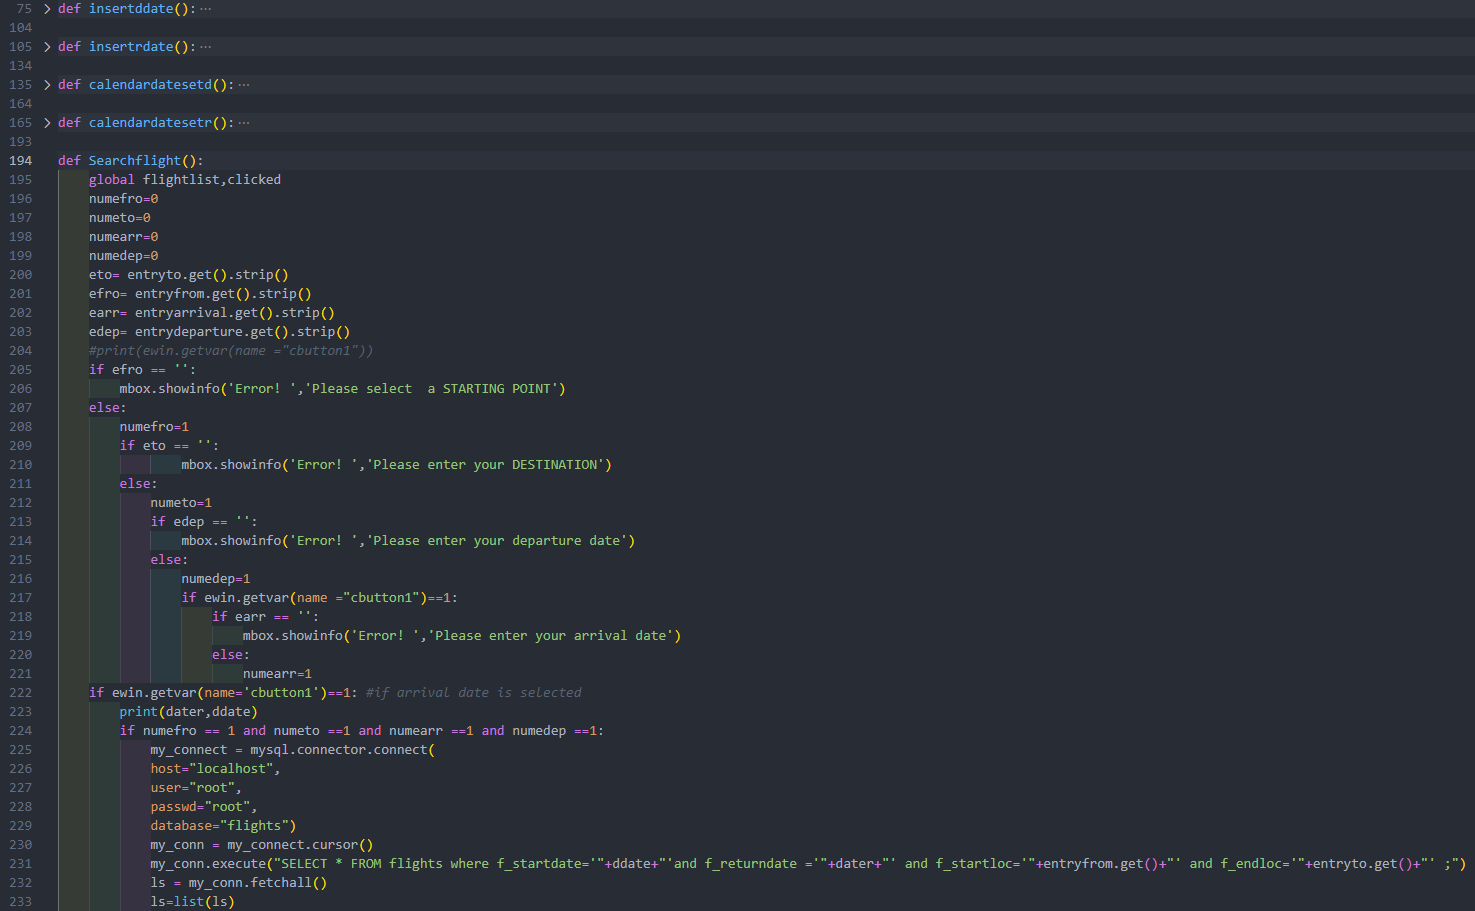 75 > def insertddate(): ···
104
105 > def insertrdate(): ···
134
135 > def calendardatesetd(): ···
164
165 > def calendardatesetr(): ···
193
194 def Searchflight():
195     global flightlist,clicked
196     numefro=0
197     numeto=0
198     numearr=0
199     numedep=0
200     eto= entryto.get().strip()
201     efro= entryfrom.get().strip()
202     earr= entryarrival.get().strip()
203     edep= entrydeparture.get().strip()
204     #print(ewin.getvar(name ="cbutton1"))
205     if efro == '':
206         mbox.showinfo('Error! ','Please select  a STARTING POINT')
207     else:
208         numefro=1
209         if eto == '':
210                 mbox.showinfo('Error! ','Please enter your DESTINATION')
211         else:
212             numeto=1
213             if edep == '':
214                 mbox.showinfo('Error! ','Please enter your departure date')
215             else:
216                 numedep=1
217                 if ewin.getvar(name ="cbutton1")==1:
218                     if earr == '':
219                         mbox.showinfo('Error! ','Please enter your arrival date')
220                     else:
221                         numearr=1
222     if ewin.getvar(name='cbutton1')==1: #if arrival date is selected
223         print(dater,ddate)
224         if numefro == 1 and numeto ==1 and numearr ==1 and numedep ==1:
225             my_connect = mysql.connector.connect(
226             host="localhost",
227             user="root",
228             passwd="root",
229             database="flights")
230             my_conn = my_connect.cursor()
231             my_conn.execute("SELECT * FROM flights where f_startdate='"+ddate+"'and f_returndate ='"+dater+"' and f_startloc='"+entryfrom.get()+"' and f_endloc='"+entryto.get()+"' ;")
232             ls = my_conn.fetchall()
233             ls=list(ls)